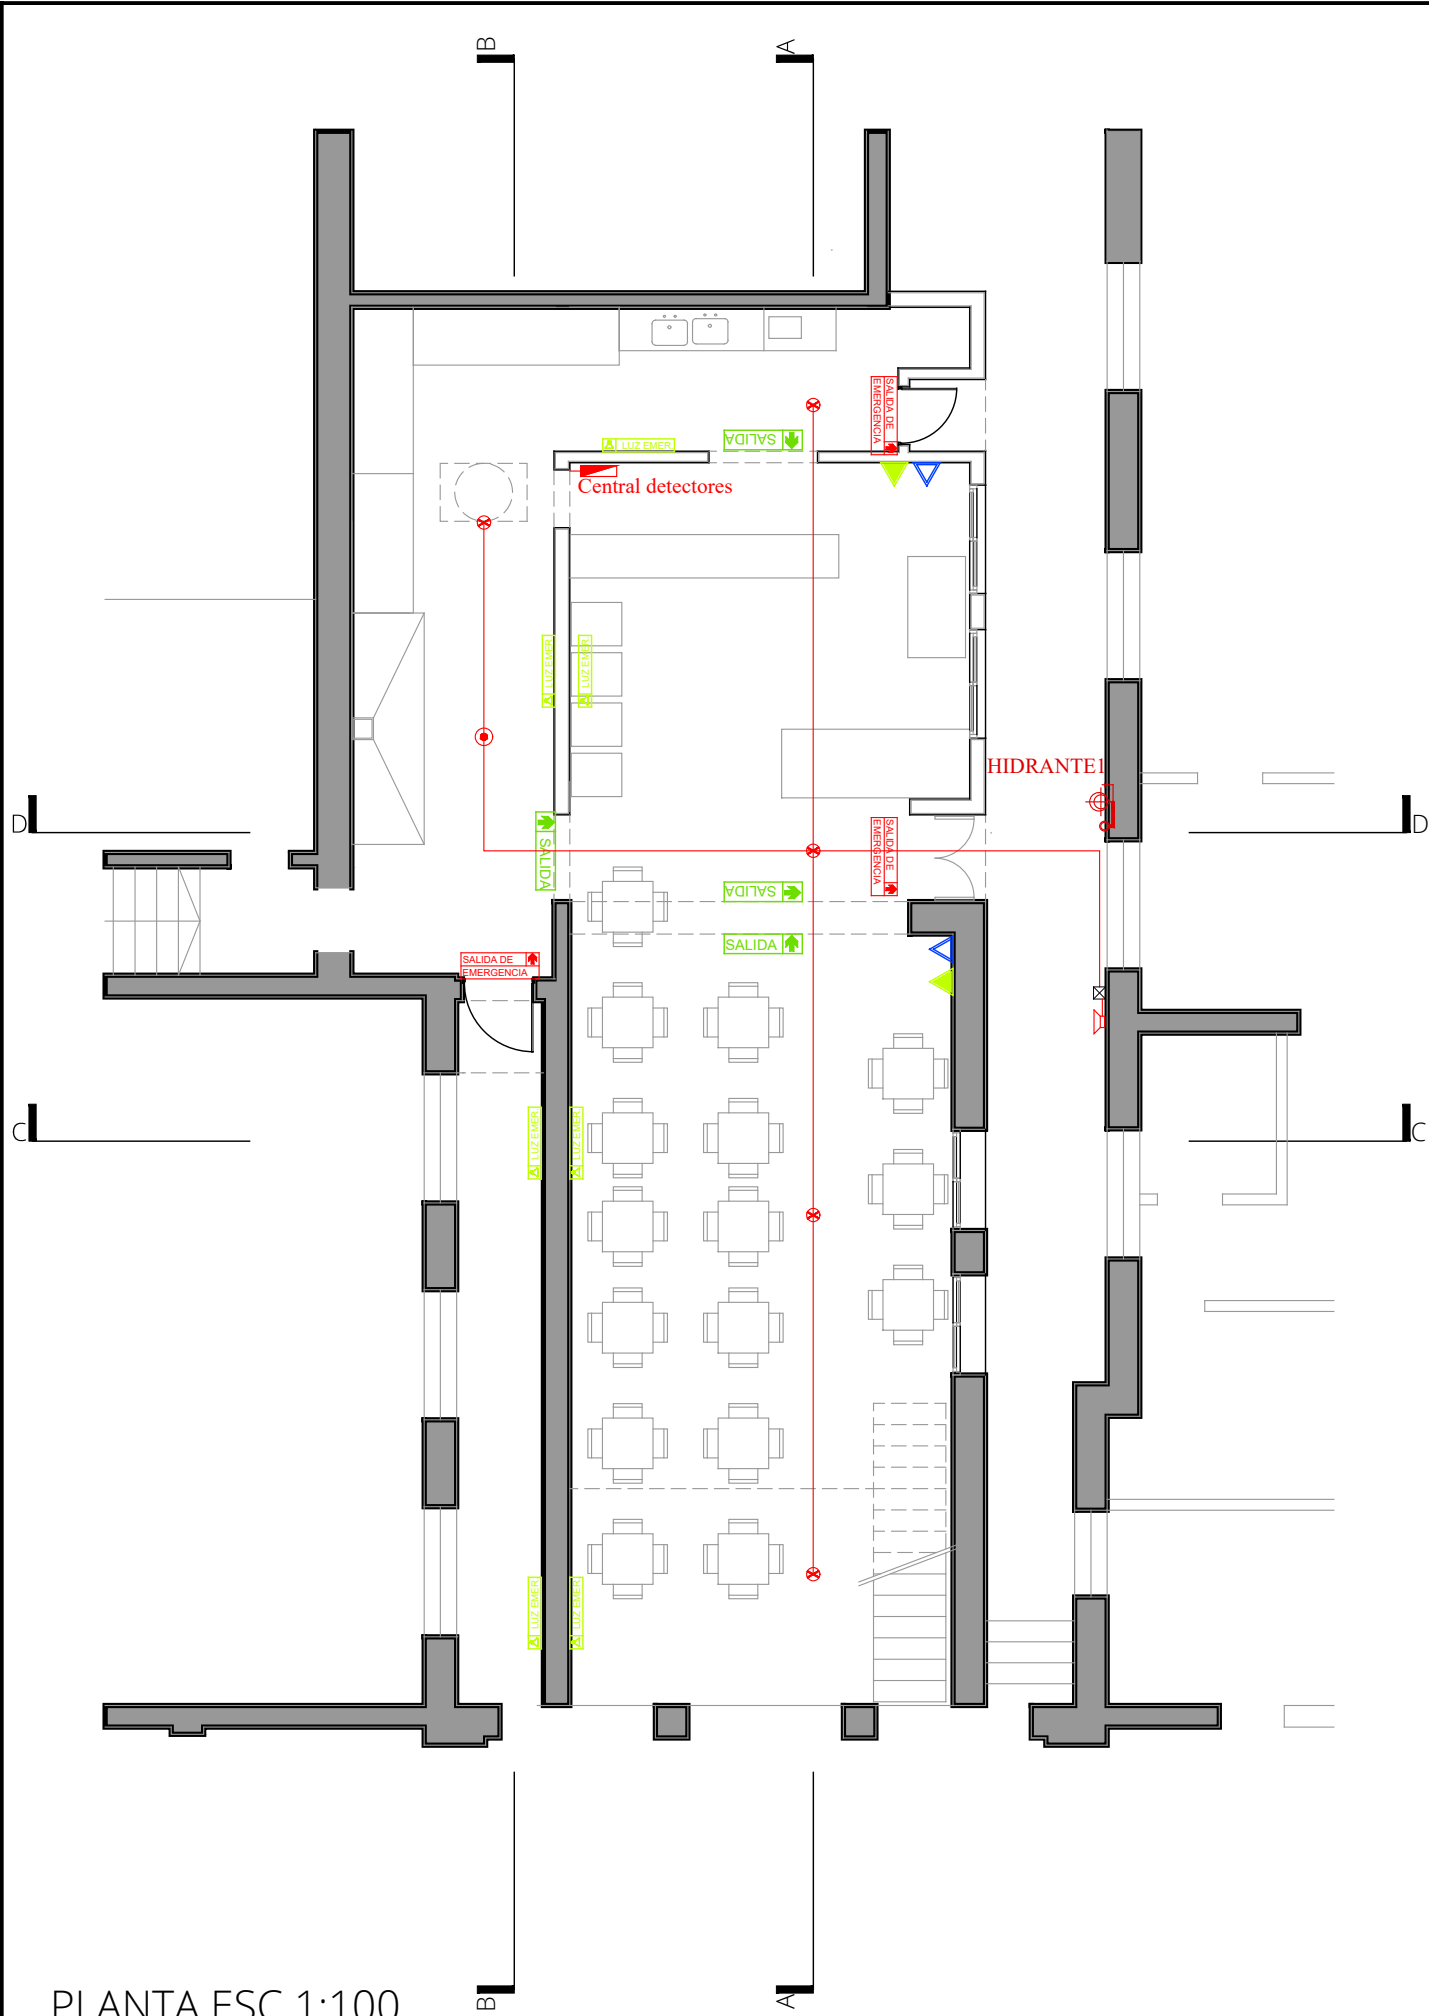 B
A
SALIDA DE
EMERGENCIA
SALIDA
LUZ EMER.
Central detectores
LUZ EMER.
LUZ EMER.
HIDRANTE1
D
D
SALIDA
SALIDA DE
EMERGENCIA
SALIDA
SALIDA
SALIDA DE
EMERGENCIA
C
C
LUZ EMER.
LUZ EMER.
LUZ EMER.
LUZ EMER.
B
A
PLANTA ESC 1:100